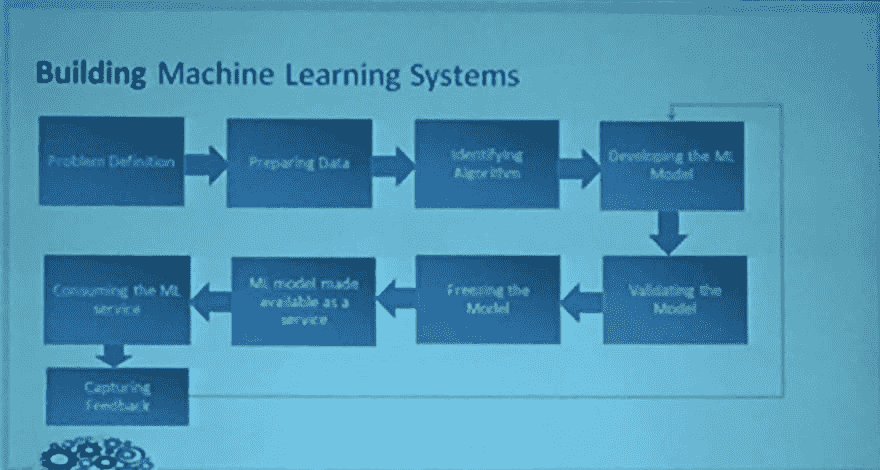 Building Machine Learning Systems
Problem Definition
Preparing Data
Identifying
Algorithm
Developing the ML
Model
Validating the
Model
Freezing the
Model
ML model made
available as a
service
Consuming the ML
service
Capturing
Feedback